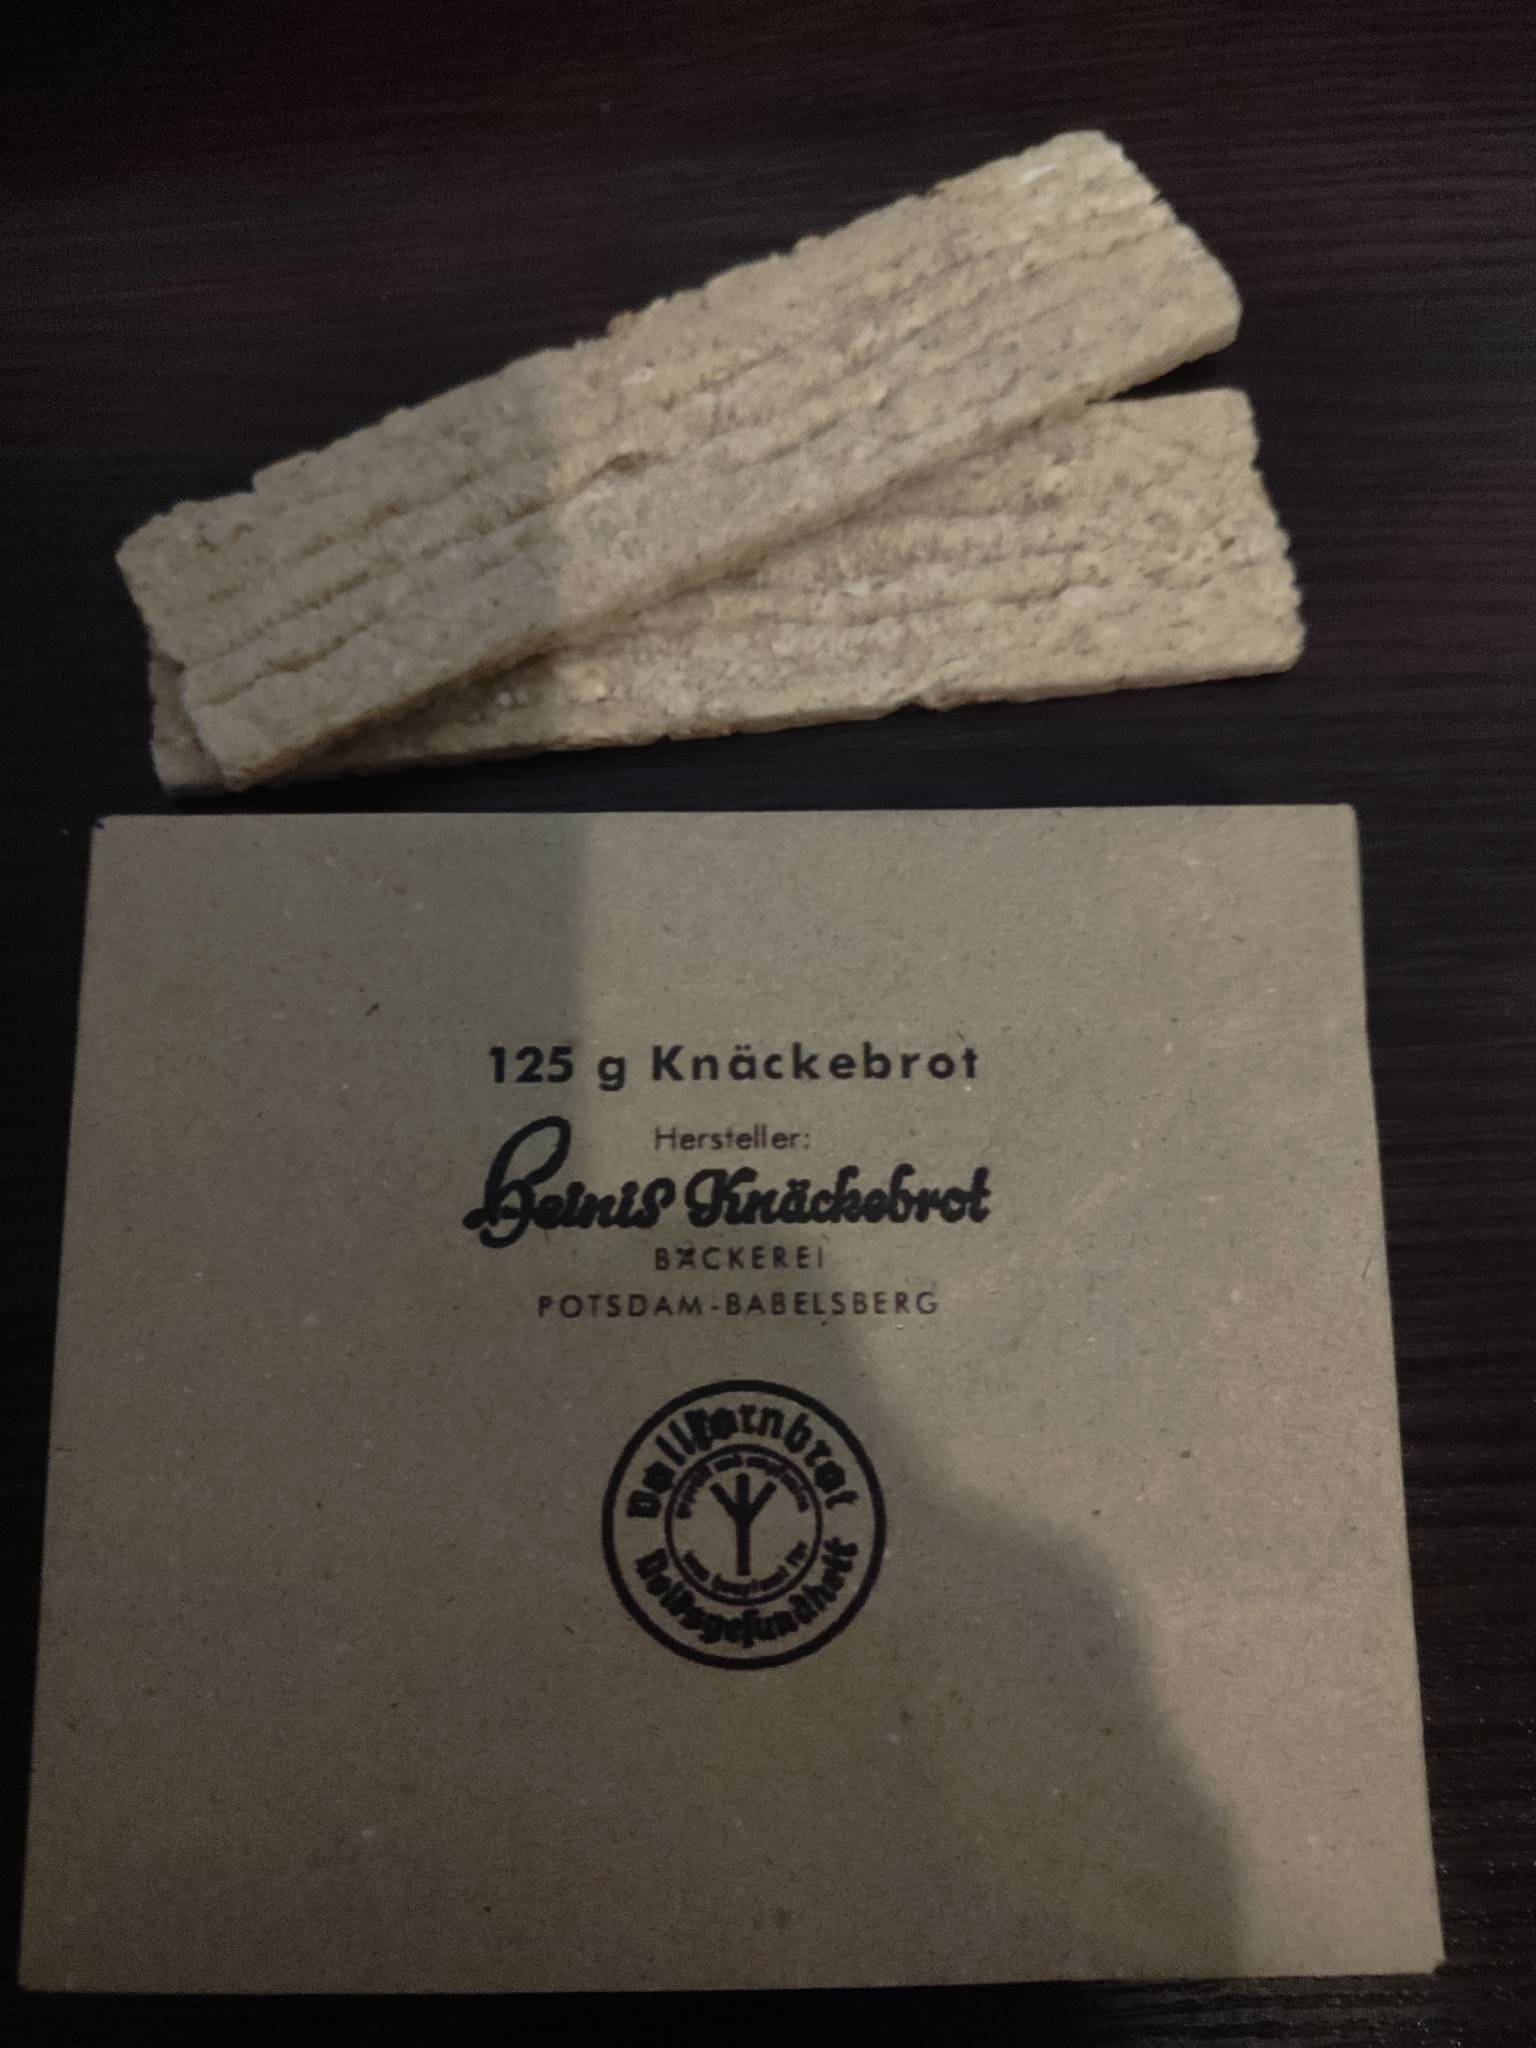 125 g Knäckebrot
Hersteller:
Heinis Knäckebrot
BÄCKEREI
POTSDAM-BABELSBERG
Vollkornbrot
Volksgesundheit